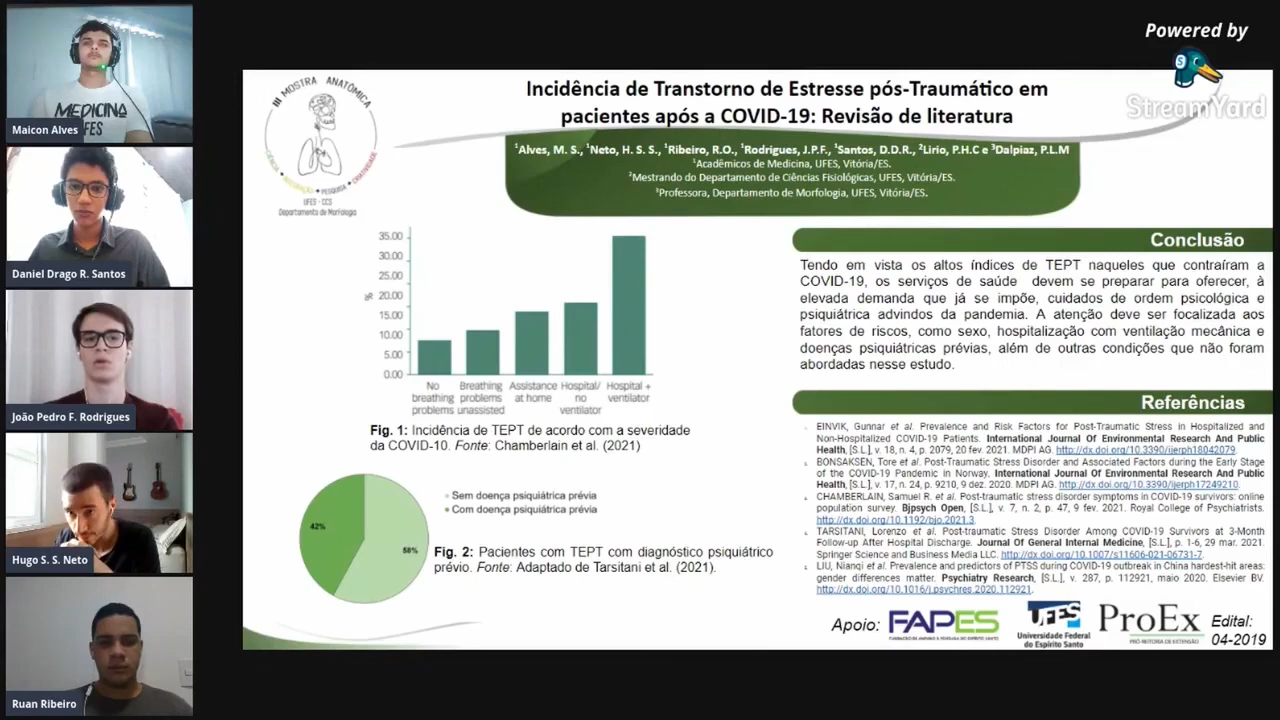 Powered by
StreamYard
MEDICINA
UFES
Maicon Alves
Daniel Drago R. Santos
João Pedro F. Rodrigues
Hugo S. S. Neto
Ruan Ribeiro
III MOSTRA ANATÔMICA
UFES - CCS
Departamento de Morfologia
Incidência de Transtorno de Estresse pós-Traumático em
pacientes após a COVID-19: Revisão de literatura
¹Alves, M. S., ¹Neto, H. S. S., ¹Ribeiro, R.O., ¹Rodrigues, J.P.F., ¹Santos, D.D.R., ²Lirio, P.H.C e ³Dalpiaz, P.L.M
¹Acadêmicos de Medicina, UFES, Vitória/ES.
²Mestrando do Departamento de Ciências Fisiológicas, UFES, Vitória/ES.
³Professora, Departamento de Morfologia, UFES, Vitória/ES.
35.00
30.00
25.00
20.00
15.00
10.00
5.00
0.00
%
No breathing problems
Breathing problems unassisted
Assistance at home
Hospital/ no ventilator
Hospital + ventilator
Fig. 1: Incidência de TEPT de acordo com a severidade
da COVID-10. Fonte: Chamberlain et al. (2021)
42%
58%
Sem doença psiquiátrica prévia
Com doença psiquiátrica prévia
Fig. 2: Pacientes com TEPT com diagnóstico psiquiátrico
prévio. Fonte: Adaptado de Tarsitani et al. (2021).
Conclusão
Tendo em vista os altos índices de TEPT naqueles que contraíram a
COVID-19, os serviços de saúde devem se preparar para oferecer, à
elevada demanda que já se impõe, cuidados de ordem psicológica e
psiquiátrica advindos da pandemia. A atenção deve ser focalizada aos
fatores de riscos, como sexo, hospitalização com ventilação mecânica e
doenças psiquiátricas prévias, além de outras condições que não foram
abordadas nesse estudo.
Referências
EINVIK, Gunnar et al. Prevalence and Risk Factors for Post-Traumatic Stress in Hospitalized and
Non-Hospitalized COVID-19 Patients. International Journal Of Environmental Research And Public
Health, [S.L], v. 18, n. 4, p. 2079, 20 fev. 2021. MDPI AG. http://dx.doi.org/10.3390/ijerph18042079.
BONSAKSEN, Tore et al. Post-Traumatic Stress Disorder and Associated Factors during the Early Stage
of the COVID-19 Pandemic in Norway. International Journal Of Environmental Research And Public
Health, [S.L], v. 17, n. 24, p. 9210, 9 dez. 2020. MDPI AG. http://dx.doi.org/10.3390/ijerph17249210.
CHAMBERLAIN, Samuel R. et al. Post-traumatic stress disorder symptoms in COVID-19 survivors: online
population survey. Bjpsych Open, [S.L.], v. 7, n. 2, p. 47, 9 fev. 2021. Royal College of Psychiatrists.
http://dx.doi.org/10.1192/bjo.2021.3.
TARSITANI, Lorenzo et al. Post-traumatic Stress Disorder Among COVID-19 Survivors at 3-Month
Follow-up After Hospital Discharge. Journal Of General Internal Medicine, [S.L.], p. 1-6, 29 mar. 2021.
Springer Science and Business Media LLC. http://dx.doi.org/10.1007/s11606-021-06731-7.
LIU, Nianqi et al. Prevalence and predictors of PTSS during COVID-19 outbreak in China hardest-hit areas:
gender differences matter. Psychiatry Research, [S.L.], v. 287, p. 112921, maio 2020. Elsevier BV.
http://dx.doi.org/10.1016/j.psychres.2020.112921.
Apoio:
FAPES
UFES
Universidade Federal
do Espírito Santo
ProEx
PRÓ-REITORIA DE EXTENSÃO
Edital:
04-2019